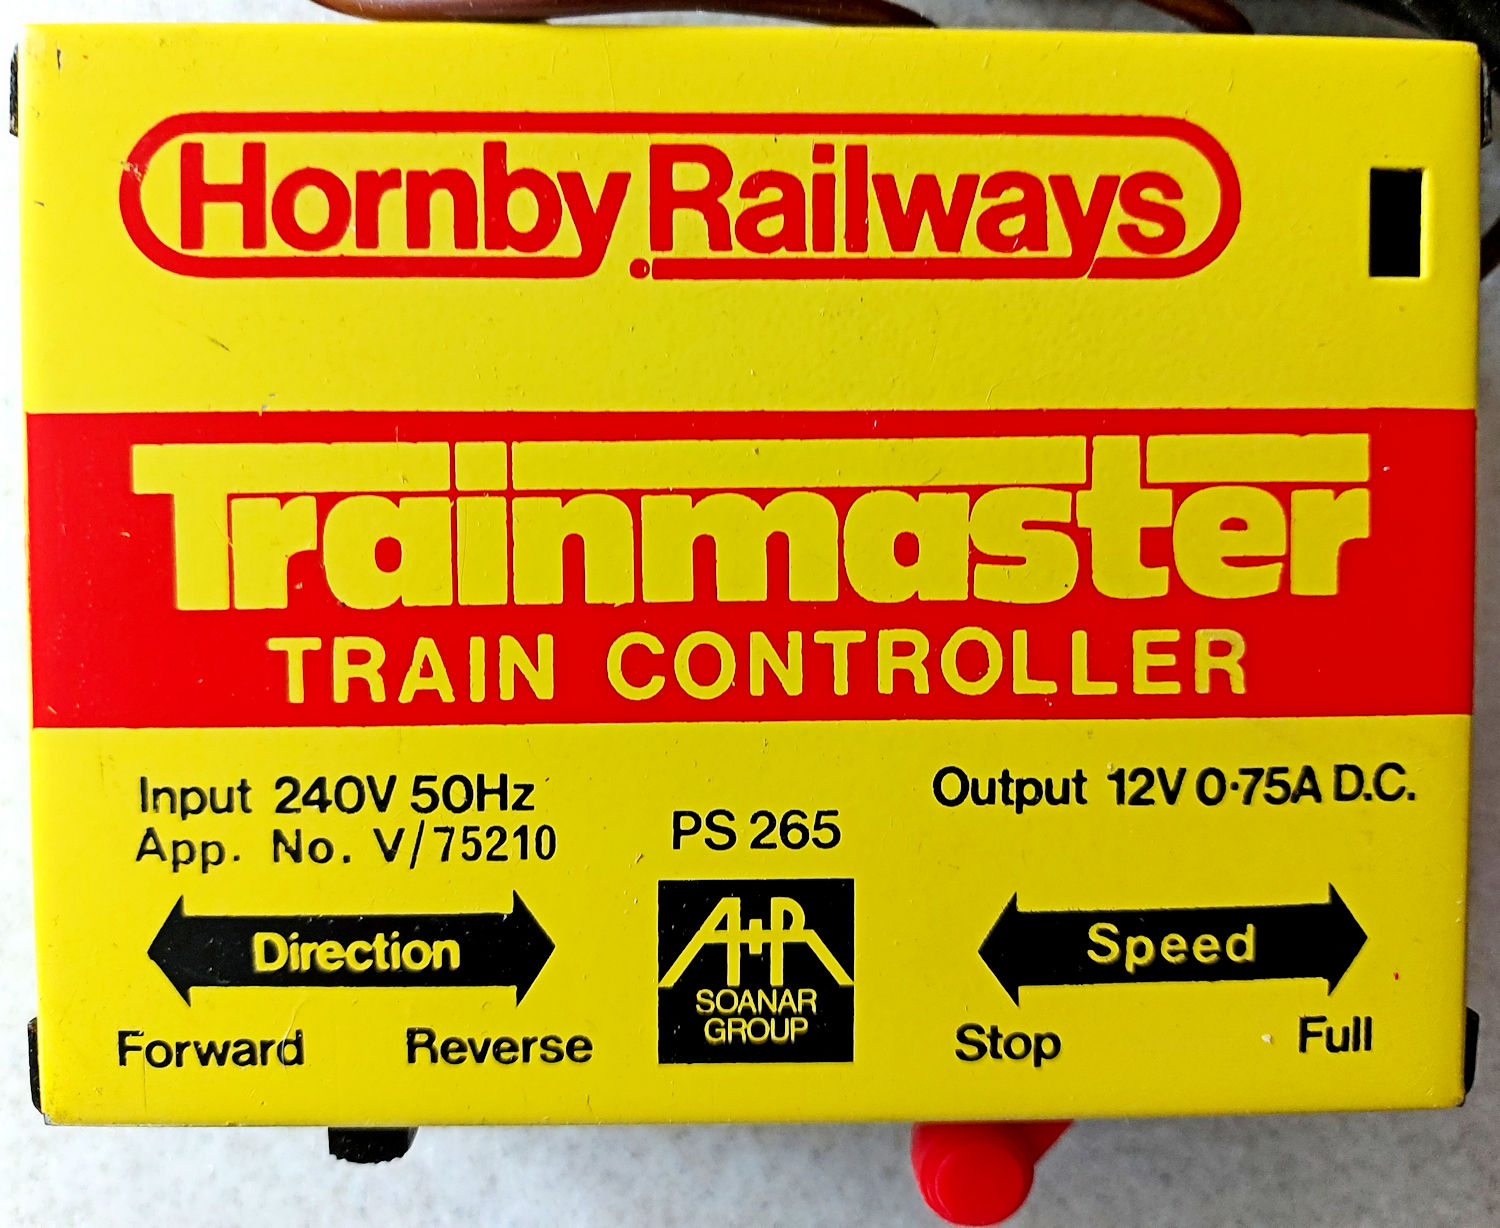 Hornby Railways
Trainmaster
TRAIN CONTROLLER
Input 240V 50Hz
App. No. V/75210
PS 265
Output 12V 0·75A D.C.
Direction
Forward Reverse
A+R
SOANAR
GROUP
Speed
Stop Full